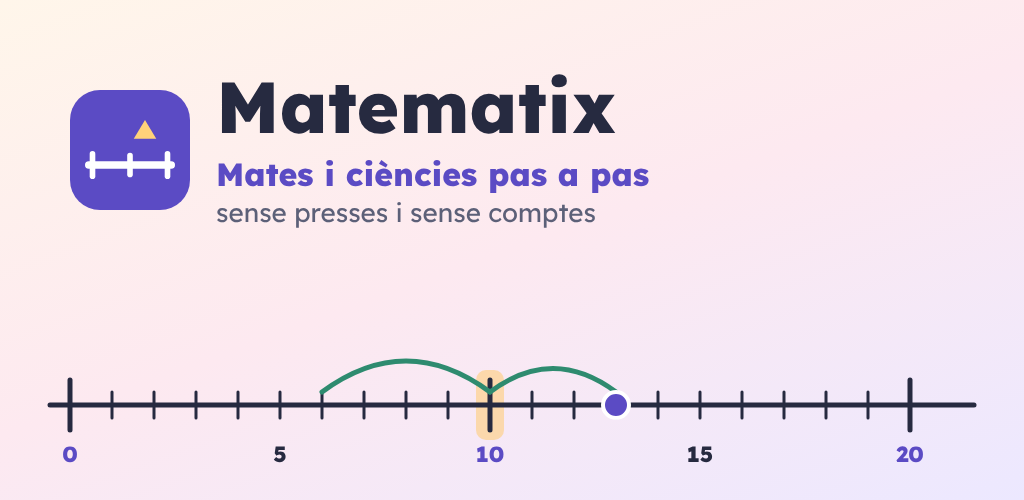 Matematix
Mates i ciències pas a pas
sense presses i sense comptes
0 5 10 15 20